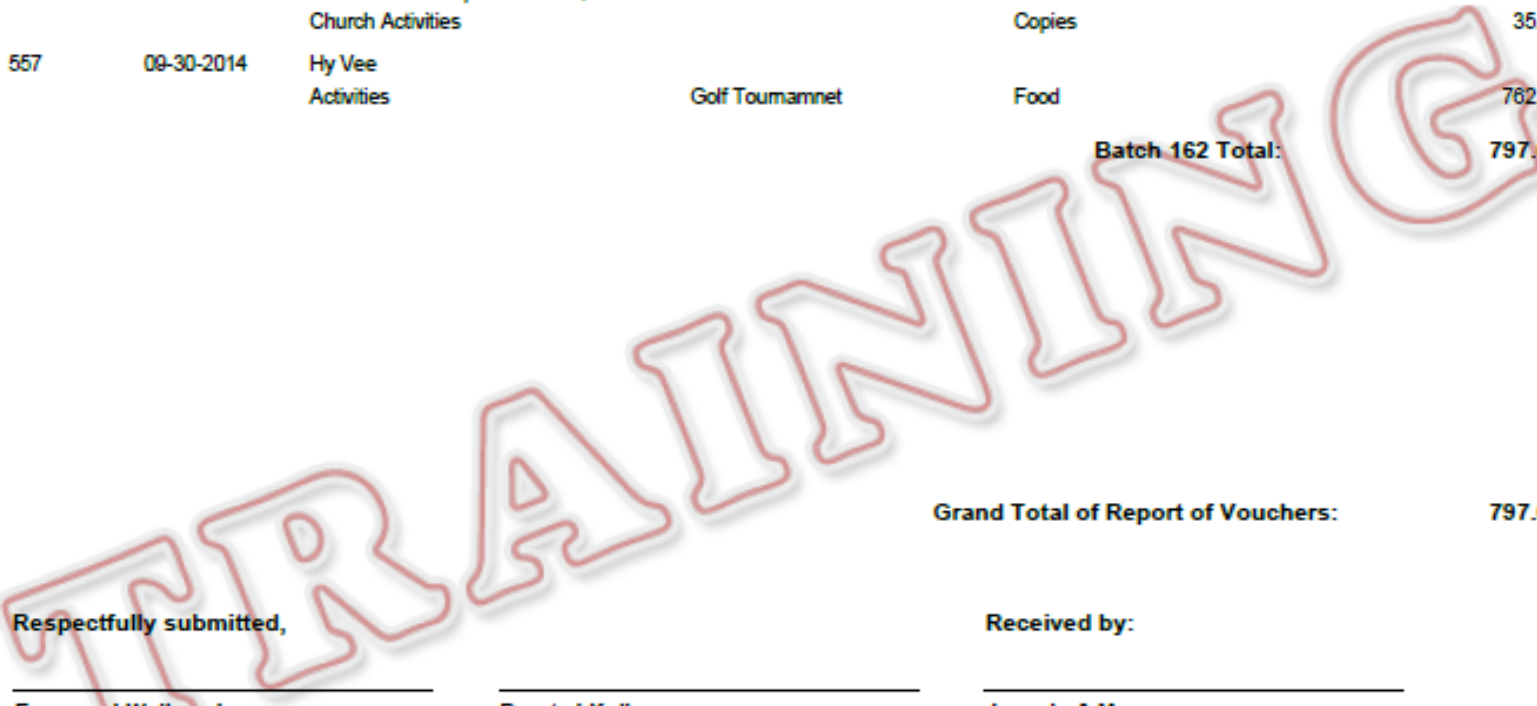 Church Activities Copies 35
557 09-30-2014 Hy Vee
Activities Golf Tournamnet Food 762
Batch 162 Total: 797.
TRAINING
Grand Total of Report of Vouchers: 797.
Respectfully submitted, Received by: